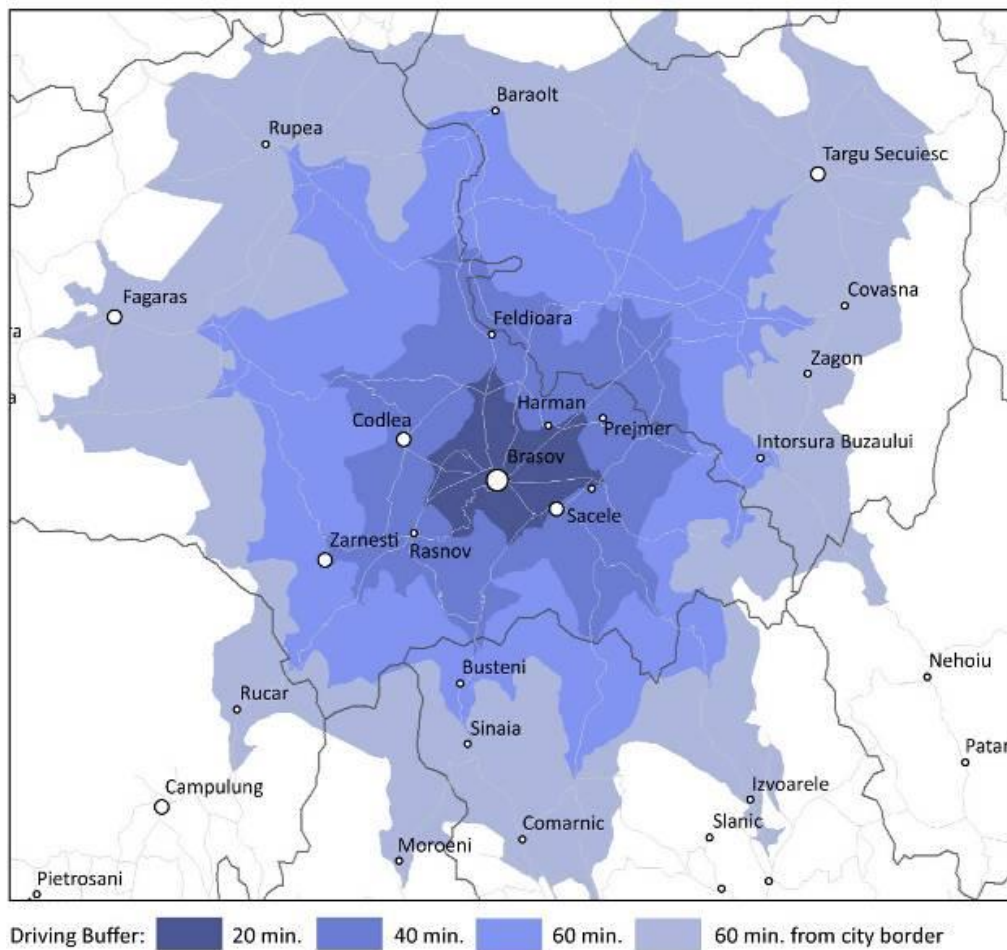 Baraolt
Rupea
Targu Secuiesc
Fagaras
Covasna
ra
Feldioara
Zagon
a
Harman
Codlea
Prejmer
Brasov
Intorsura Buzaului
Sacele
Zarnesti
Rasnov
Busteni
Nehoiu
Rucar
Sinaia
Patar
Campulung
Izvoarele
Slanic
Comarnic
Moroeni
Pietrosani
Driving Buffer: 20 min. 40 min. 60 min. 60 min. from city border